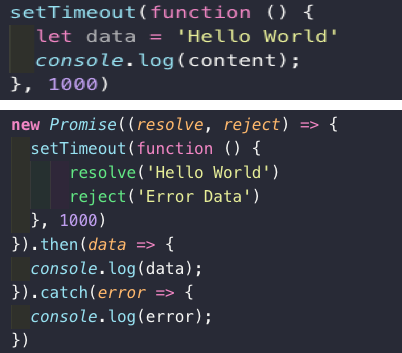 setTimeout(function () {
let data = 'Hello World'
console.log(content);
}, 1000)
new Promise((resolve, reject) => {
setTimeout(function () {
resolve('Hello World')
reject('Error Data')
}, 1000)
}).then(data => {
console.log(data);
}).catch(error => {
console.log(error);
})